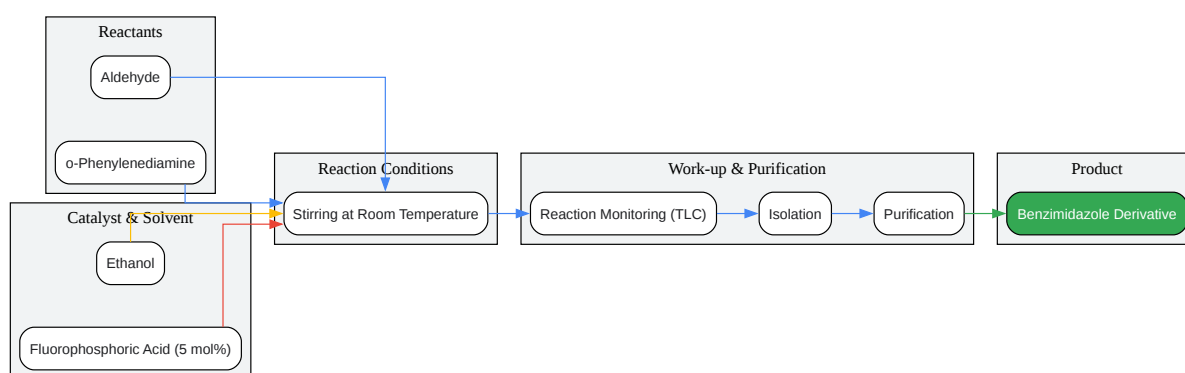 Reactants
Aldehyde
o-Phenylenediamine
Catalyst & Solvent
Ethanol
Fluorophosphoric Acid (5 mol%)
Reaction Conditions
Stirring at Room Temperature
Work-up & Purification
Reaction Monitoring (TLC)
Isolation
Purification
Product
Benzimidazole Derivative